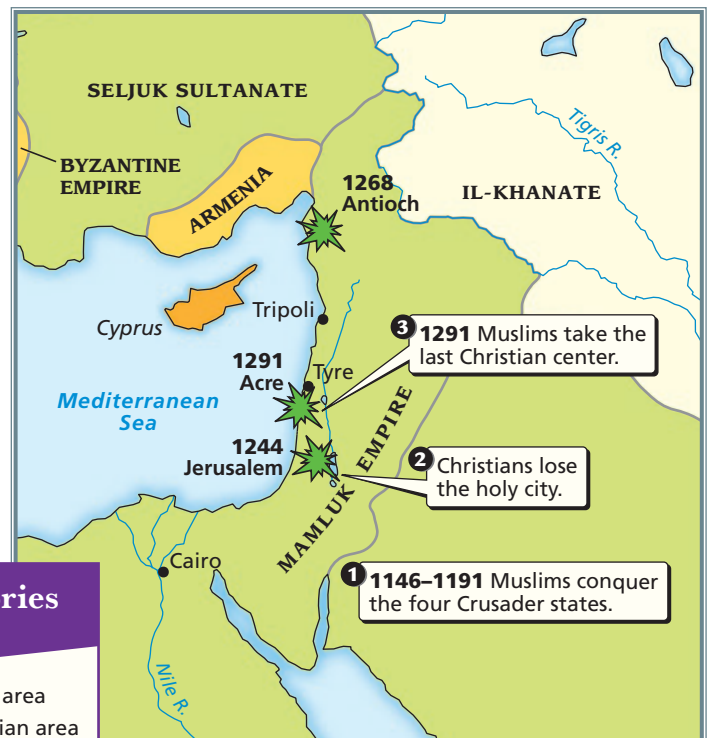 SELJUK SULTANATE
BYZANTINE
EMPIRE
ARMENIA
1268
Antioch
Tigris R.
IL-KHANATE
Cyprus
Tripoli
3 1291 Muslims take the
last Christian center.
1291
Acre
Tyre
Mediterranean
Sea
1244
Jerusalem
MAMLUK EMPIRE
2 Christians lose
the holy city.
Cairo
1 1146–1191 Muslims conquer
the four Crusader states.
Nile R.
ries
area
ian area